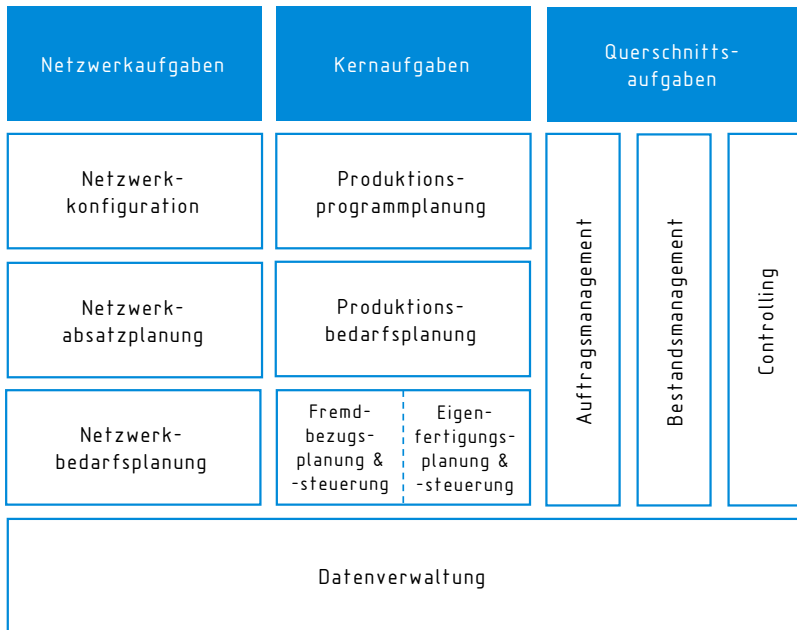 Netzwerkaufgaben
Kernaufgaben
Querschnitts-
aufgaben
Netzwerk-
konfiguration
Produktions-
programmplanung
Netzwerk-
absatzplanung
Produktions-
bedarfsplanung
Netzwerk-
bedarfsplanung
Fremd-
bezugs-
planung &
-steuerung
Eigen-
fertigungs-
planung &
-steuerung
Auftragsmanagement
Bestandsmanagement
Controlling
Datenverwaltung